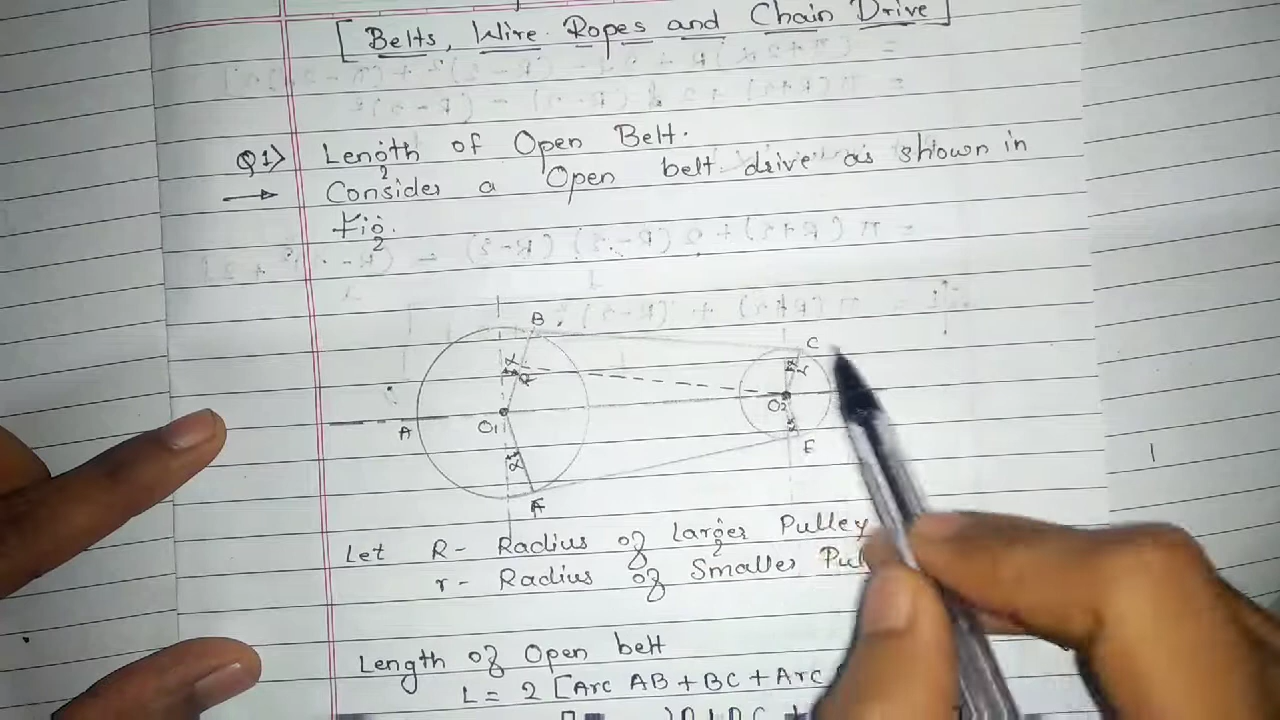 [Belts, Wire Ropes and Chain Drive]
Q1) Length of Open Belt.
→ Consider a Open belt drive as shown in
fig.
B
C
α
α
r
O2
O1
A
α
α
E
F
Let R- Radius of larger Pulley
r- Radius of Smaller Pul
Length of Open belt
L = 2 [Arc AB + BC + Arc